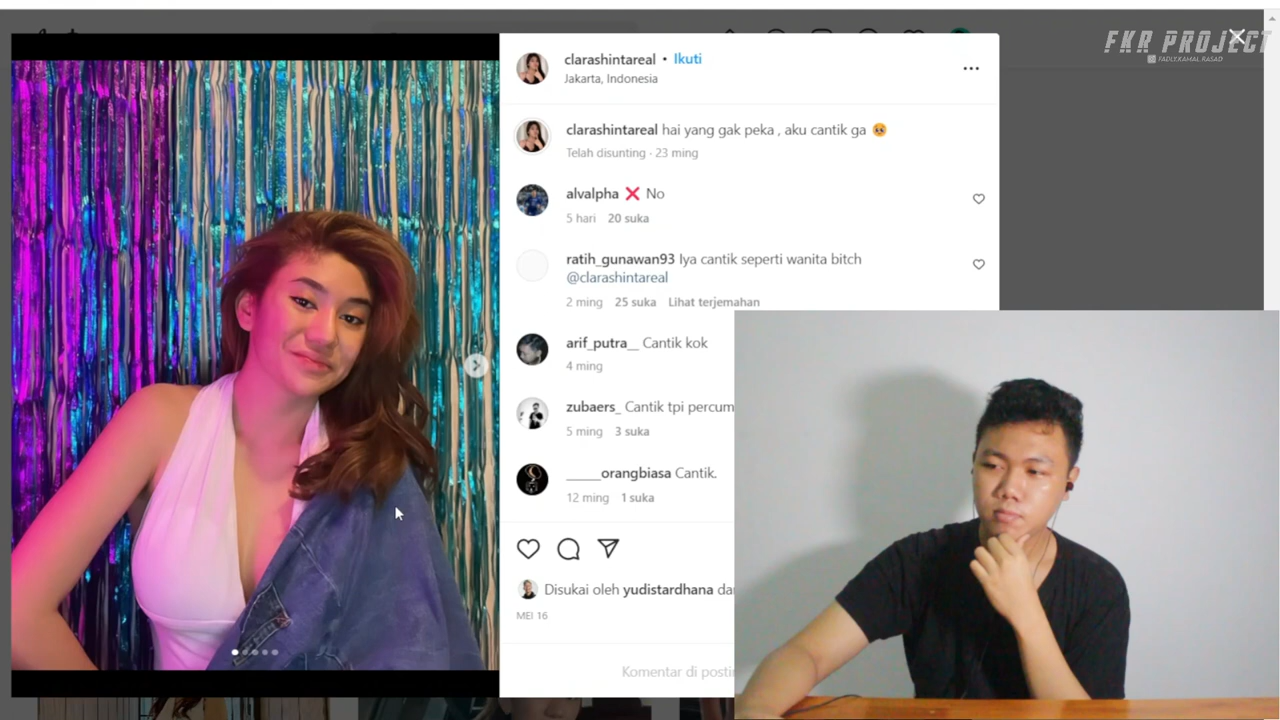 FKR PROJECT
FADLY.KAMAL.RASAD
clarashintareal • Ikuti
Jakarta, Indonesia
clarashintareal hai yang gak peka , aku cantik ga 🥺
Telah disunting · 23 ming
alvalpha ❌ No
5 hari 20 suka
ratih_gunawan93 Iya cantik seperti wanita bitch
@clarashintareal
2 ming 25 suka Lihat terjemahan
arif_putra__ Cantik kok
4 ming
zubaers_ Cantik tpi percum
5 ming 3 suka
_____orangbiasa Cantik.
12 ming 1 suka
Disukai oleh yudistardhana da
MEI 16
Komentar di postin